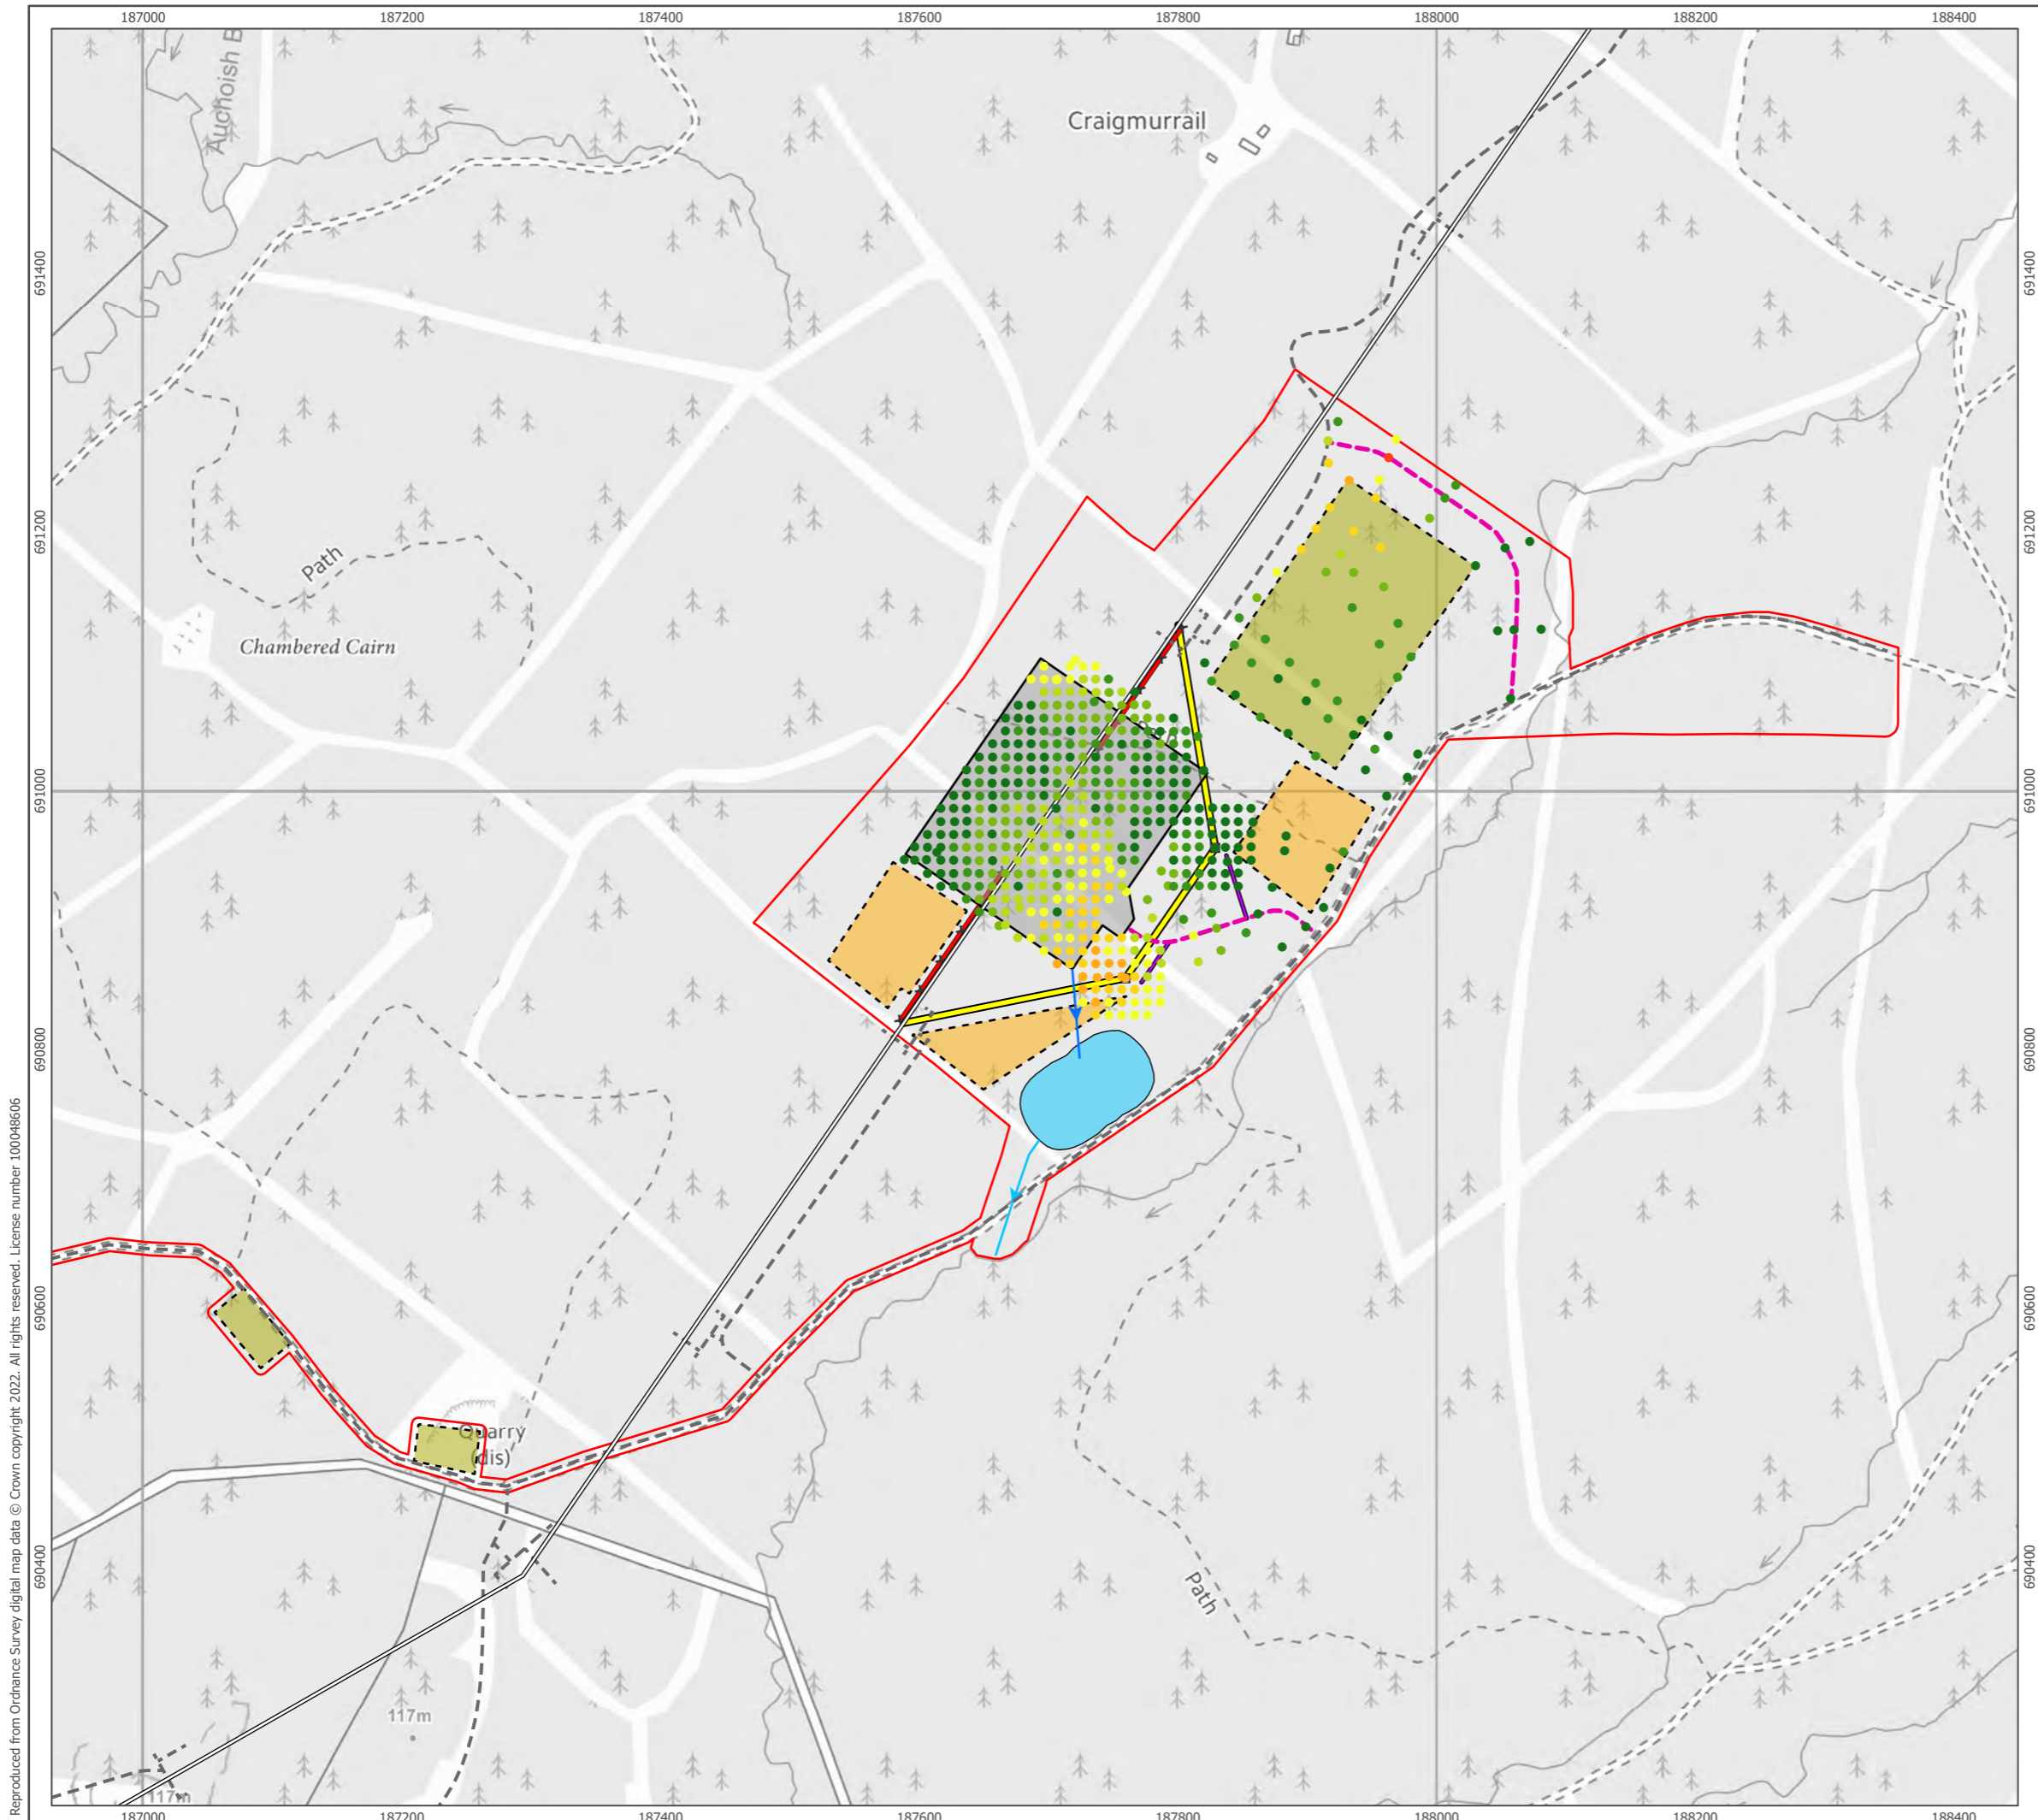 187000 187200 187400 187600 187800 188000 188200 188400
Auchoish B
Craigmurrail
691400
691400
691200
691200
Path
Chambered Cairn
691000
691000
690800
690800
690600
690600
Quarry
(dis)
690400
690400
Path
117m
117m
187000 187200 187400 187600 187800 188000 188200 188400
Reproduced from Ordnance Survey digital map data © Crown copyright 2022. All rights reserved. License number 100048606